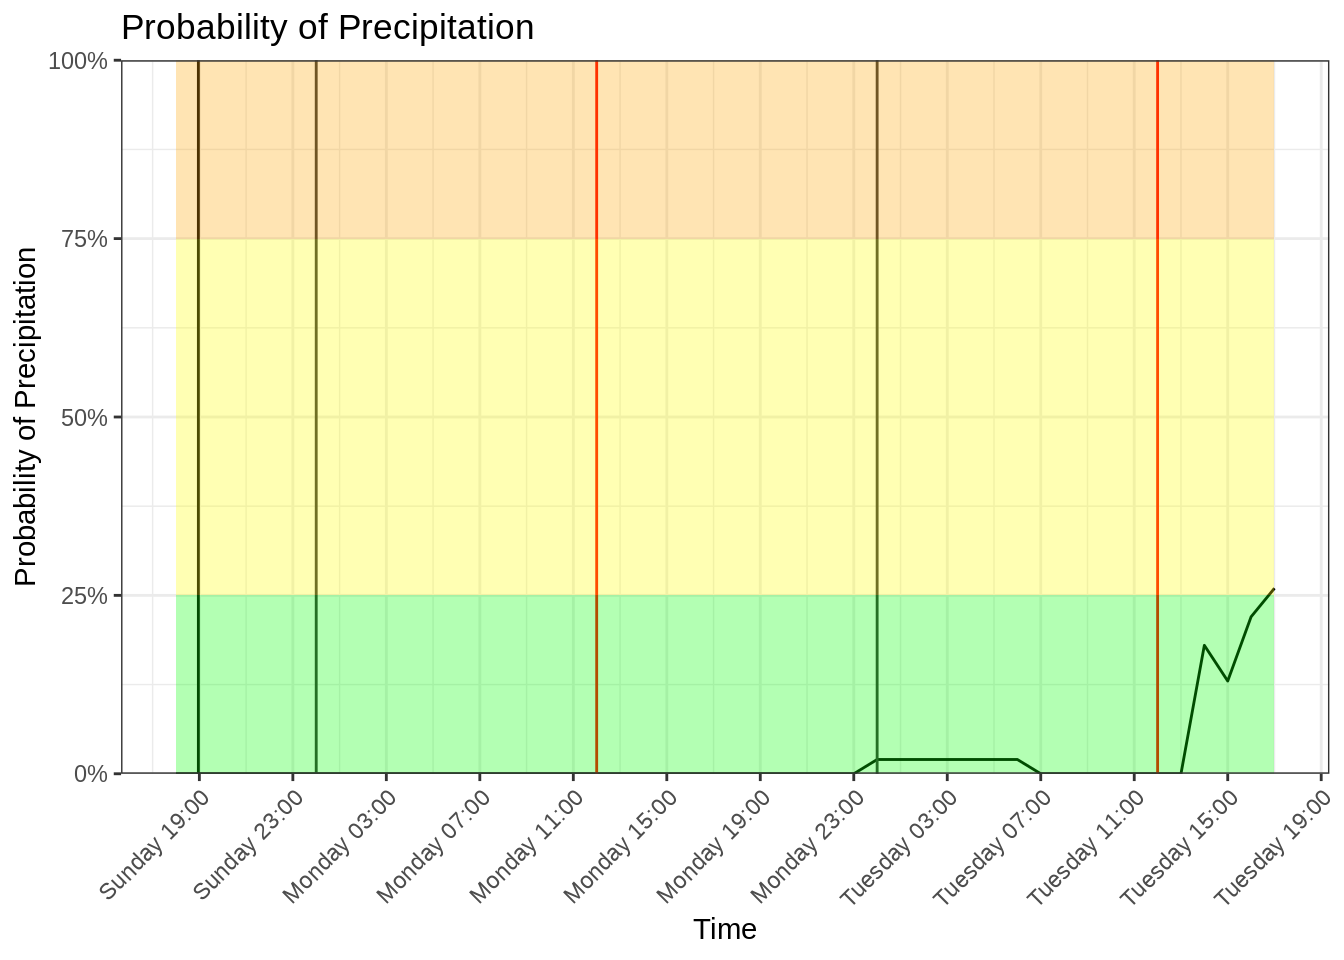 Probability of Precipitation
100%
75%
50%
25%
0%
Probability of Precipitation
Sunday 19:00
Sunday 23:00
Monday 03:00
Monday 07:00
Monday 11:00
Monday 15:00
Monday 19:00
Monday 23:00
Tuesday 03:00
Tuesday 07:00
Tuesday 11:00
Tuesday 15:00
Tuesday 19:00
Time